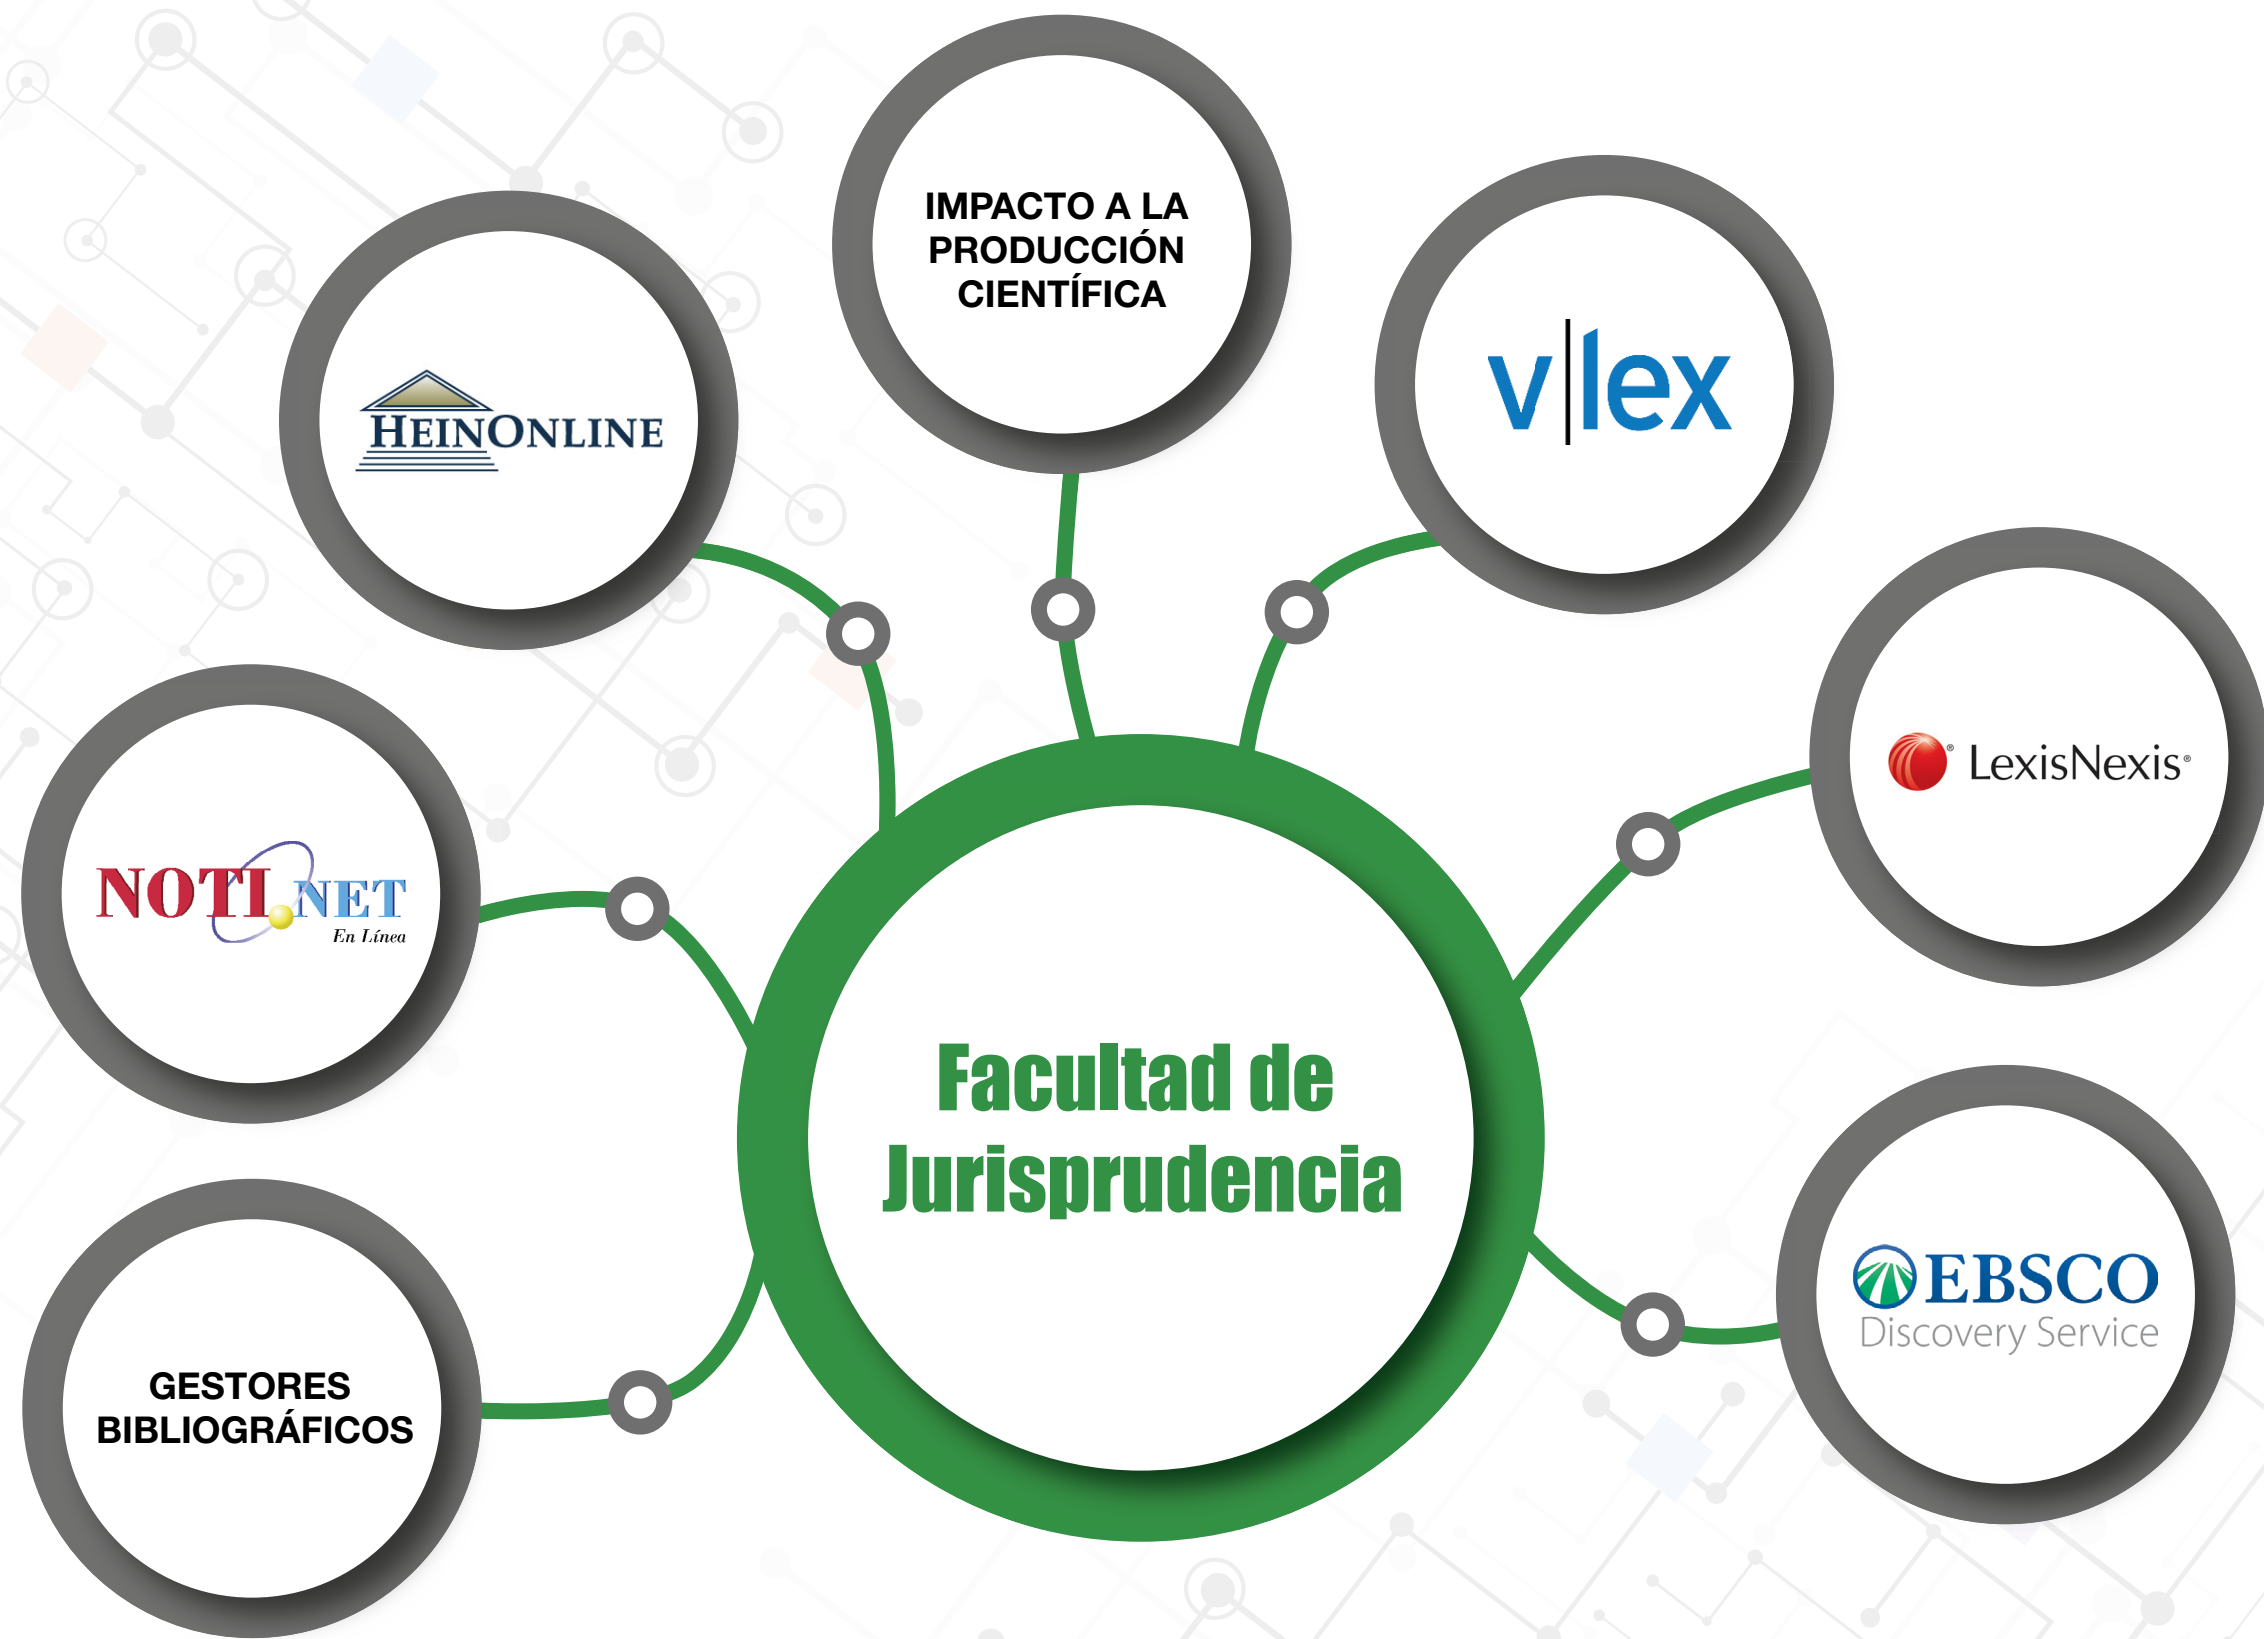 IMPACTO A LA
PRODUCCIÓN
CIENTÍFICA
HEINONLINE
v|lex
LexisNexis®
NOTI.NET
En Línea
Facultad de
Jurisprudencia
EBSCO
Discovery Service
GESTORES
BIBLIOGRÁFICOS